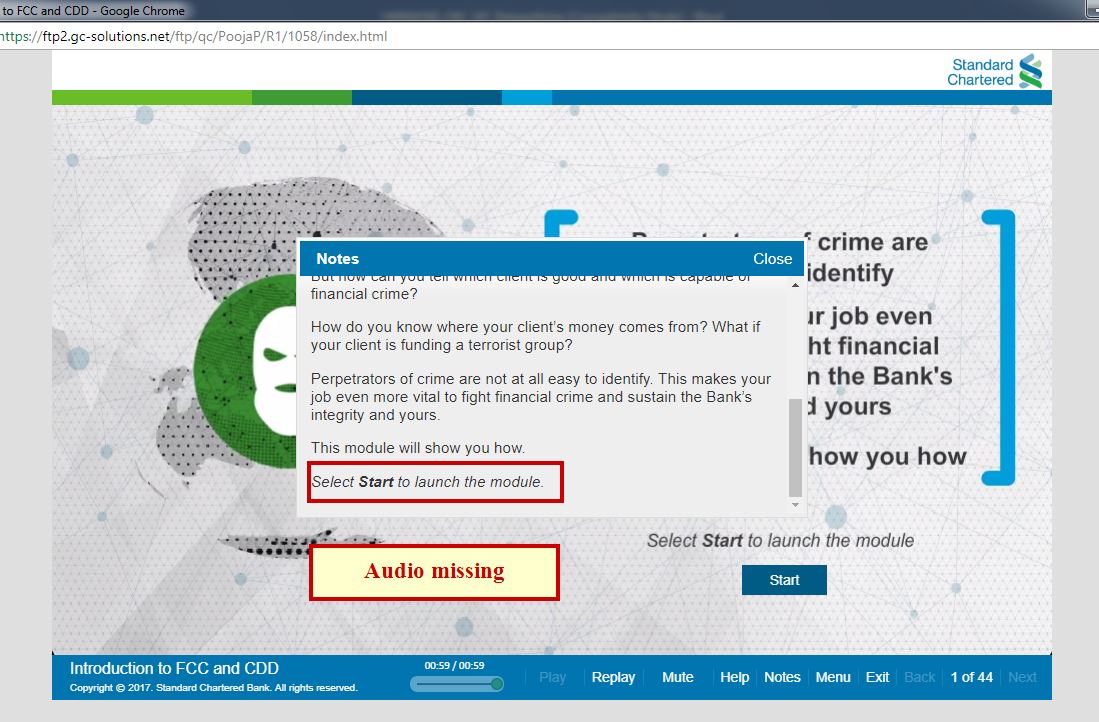 to FCC and CDD - Google Chrome
https://ftp2.gc-solutions.net/ftp/qc/PoojaP/R1/1058/index.html
Standard
Chartered
crime are
identify
ur job even
ht financial
n the Bank's
d yours
how you how
Notes
Close
But how can you tell which client is good and which is capable of
financial crime?
How do you know where your client’s money comes from? What if
your client is funding a terrorist group?
Perpetrators of crime are not at all easy to identify. This makes your
job even more vital to fight financial crime and sustain the Bank’s
integrity and yours.
This module will show you how.
Select Start to launch the module.
Audio missing
Select Start to launch the module
Start
Introduction to FCC and CDD
Copyright © 2017. Standard Chartered Bank. All rights reserved.
00:59 / 00:59
Play Replay Mute Help Notes Menu Exit Back 1 of 44 Next